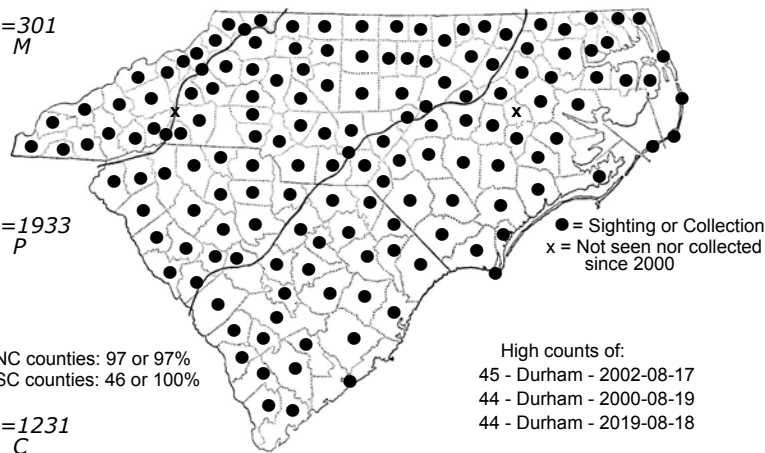 =301
M
x
x
=1933
P
● = Sighting or Collection
x = Not seen nor collected
since 2000
NC counties: 97 or 97%
SC counties: 46 or 100%
High counts of:
45 - Durham - 2002-08-17
44 - Durham - 2000-08-19
44 - Durham - 2019-08-18
=1231
C